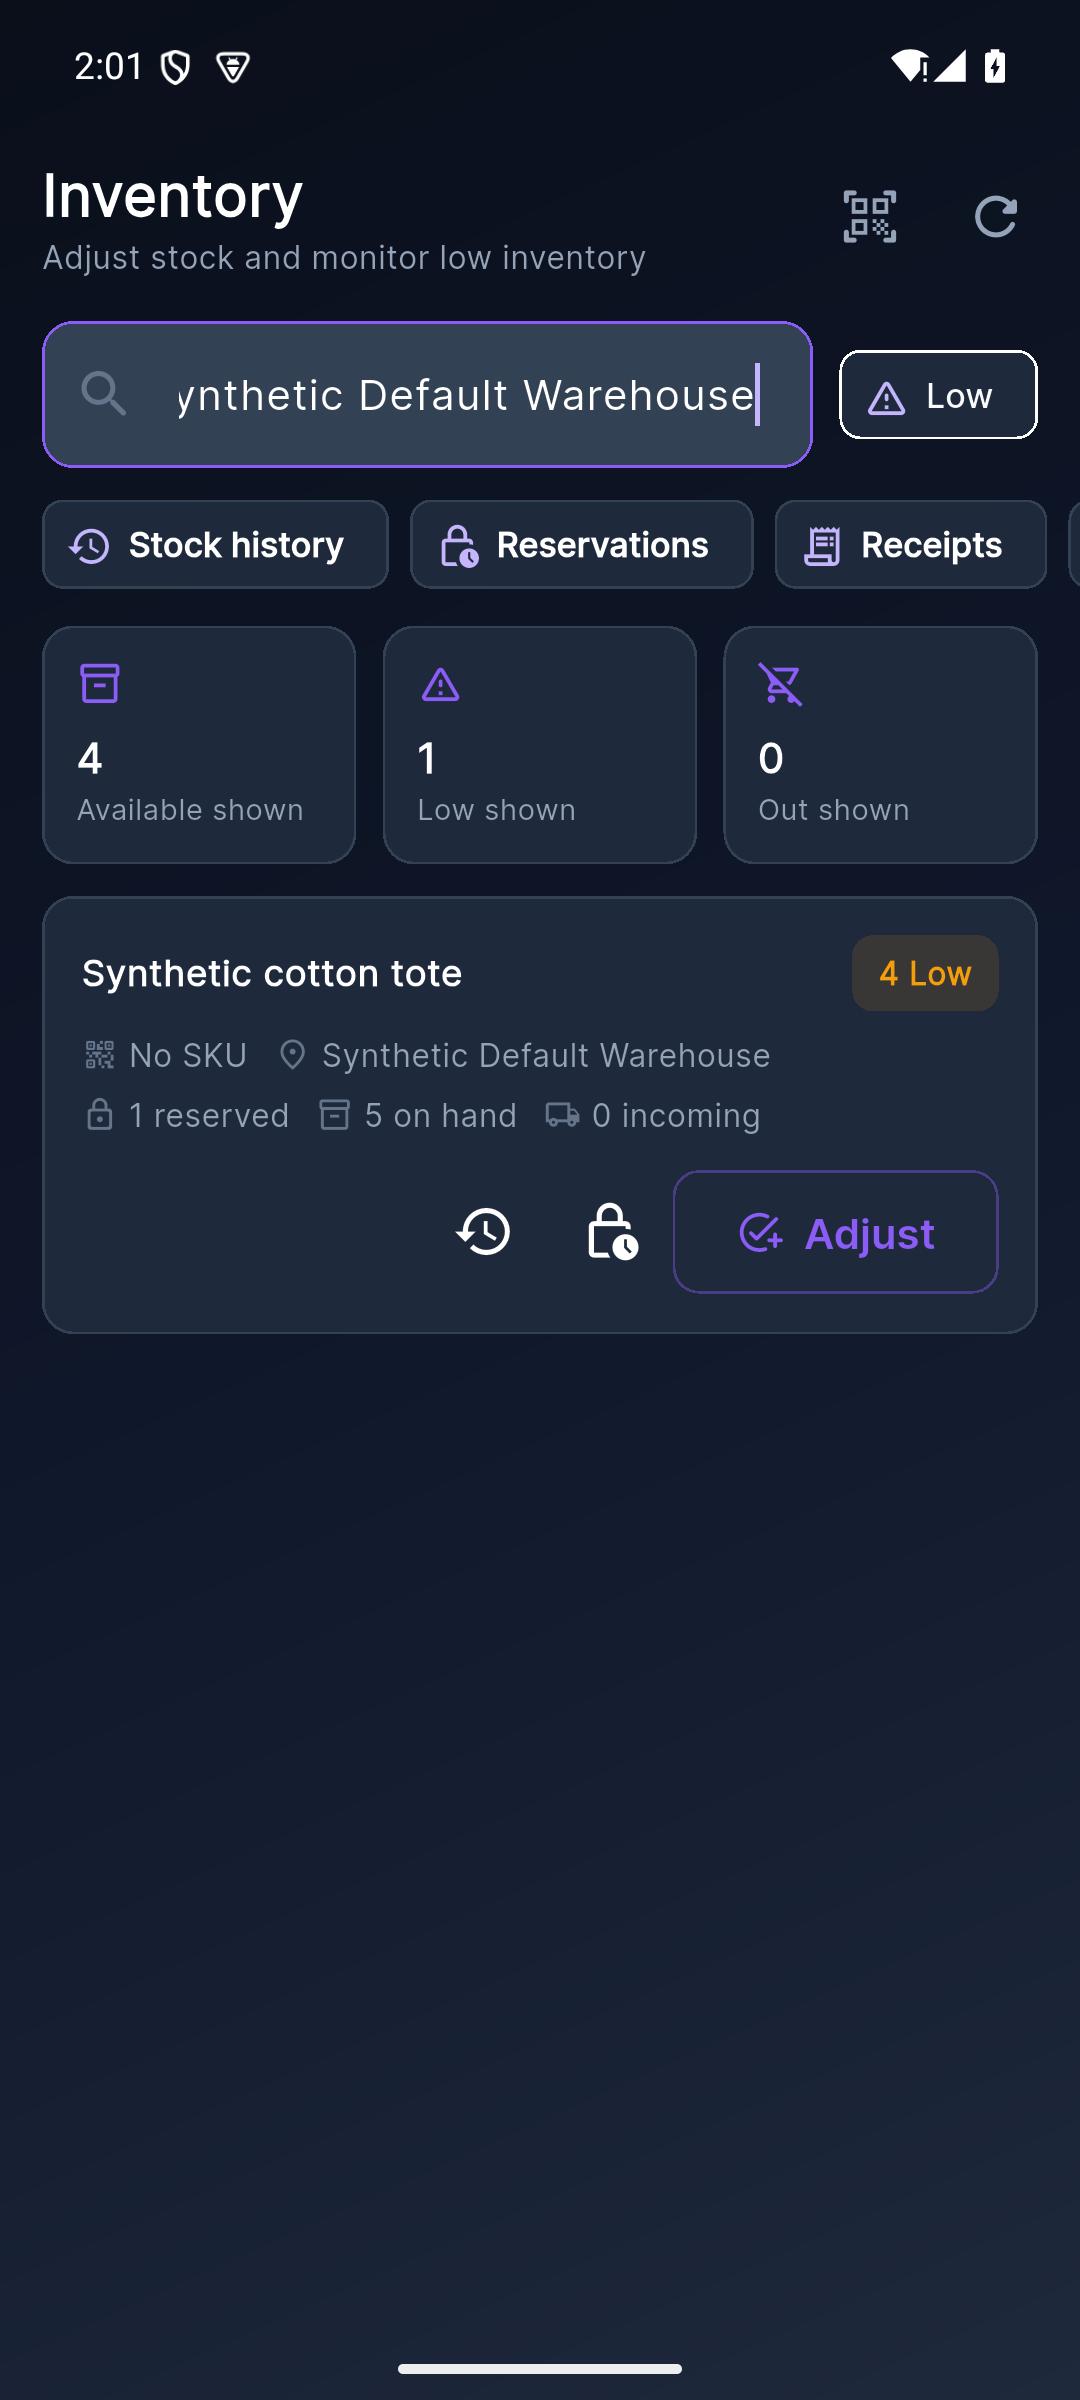 2:01
Inventory
Adjust stock and monitor low inventory
ynthetic Default Warehouse
Low
Stock history
Reservations
Receipts
4
Available shown
1
Low shown
0
Out shown
Synthetic cotton tote
4 Low
No SKU
Synthetic Default Warehouse
1 reserved
5 on hand
0 incoming
Adjust